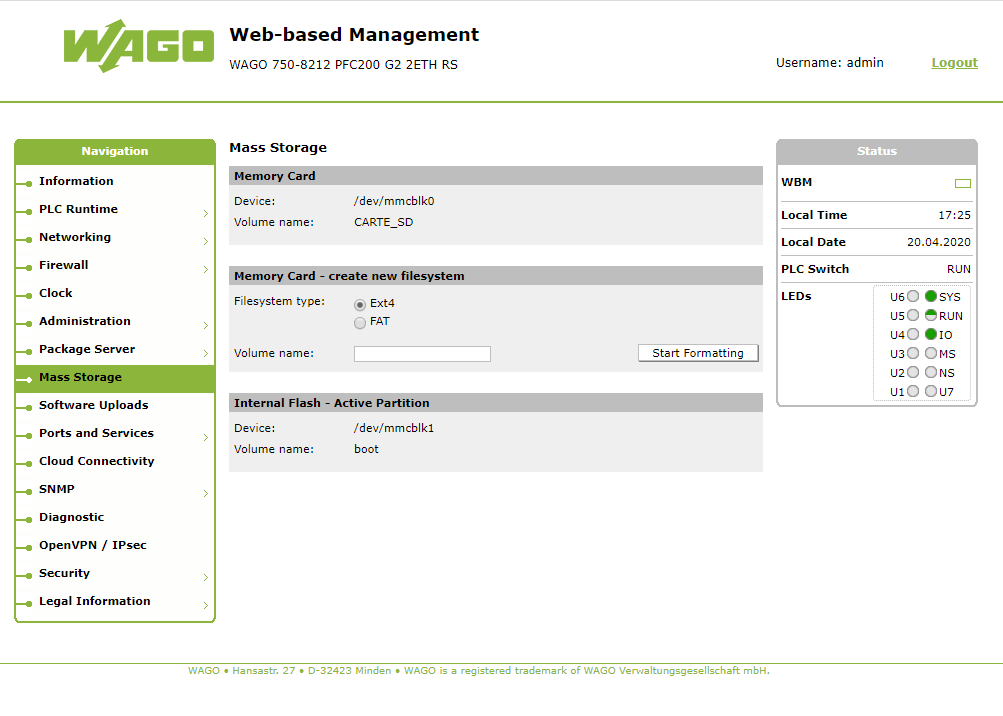 WAGO
Web-based Management
WAGO 750-8212 PFC200 G2 2ETH RS
Username: admin
Logout
Navigation
Information
PLC Runtime
Networking
Firewall
Clock
Administration
Package Server
Mass Storage
Software Uploads
Ports and Services
Cloud Connectivity
SNMP
Diagnostic
OpenVPN / IPsec
Security
Legal Information
Mass Storage
Memory Card
Device: /dev/mmcblk0
Volume name: CARTE_SD
Memory Card - create new filesystem
Filesystem type: Ext4
FAT
Volume name: Start Formatting
Internal Flash - Active Partition
Device: /dev/mmcblk1
Volume name: boot
Status
WBM
Local Time 17:25
Local Date 20.04.2020
PLC Switch RUN
LEDs U6 SYS
U5 RUN
U4 IO
U3 MS
U2 NS
U1 U7
WAGO • Hansastr. 27 • D-32423 Minden • WAGO is a registered trademark of WAGO Verwaltungsgesellschaft mbH.